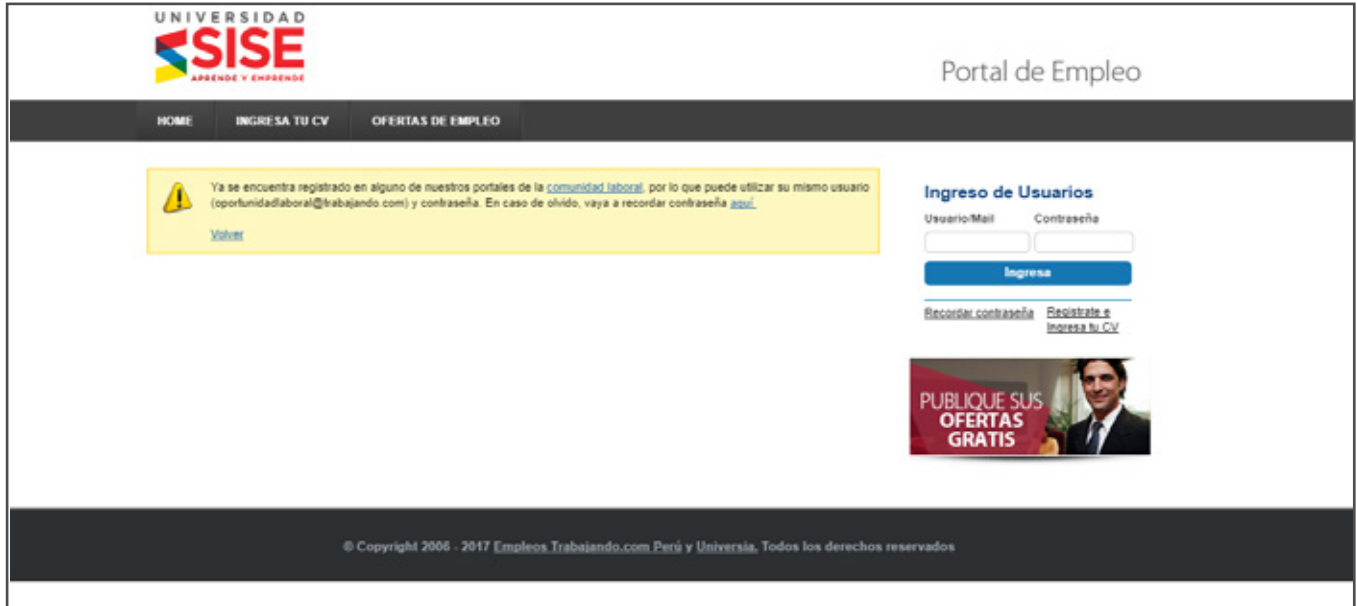 UNIVERSIDAD
SISE
APRENDE Y EMPRENDE
Portal de Empleo
HOME INGRESA TU CV OFERTAS DE EMPLEO
Ya se encuentra registrado en alguno de nuestros portales de la comunidad laboral, por lo que puede utilizar su mismo usuario
(oportunidadlaboral@trabajando.com) y contraseña. En caso de olvido, vaya a recordar contraseña aquí.
Volver
Ingreso de Usuarios
Usuario/Mail Contraseña
Ingresa
Recordar contraseña Registrate e
Ingresa tu CV
PUBLIQUE SUS
OFERTAS
GRATIS
© Copyright 2006 - 2017 Empleos Trabajando.com Perú y Universia. Todos los derechos reservados